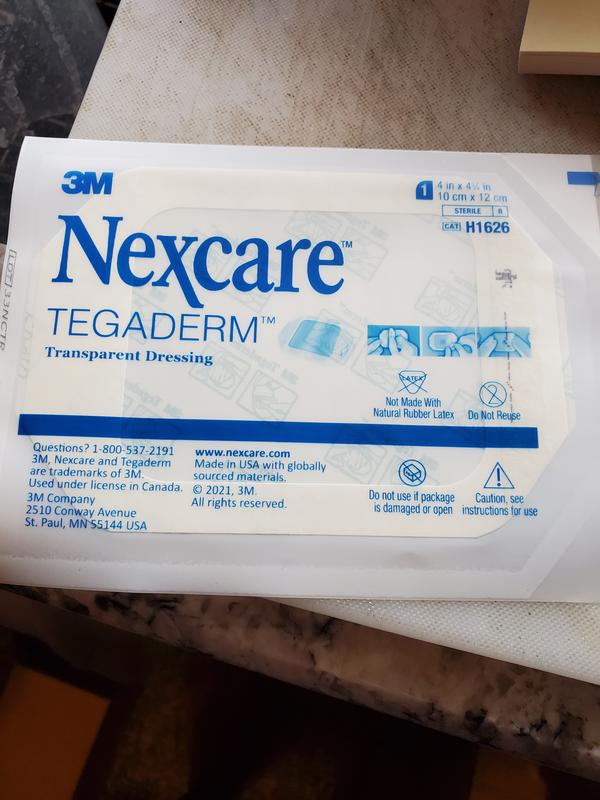 3M
1 4 in x 4¾ in
10 cm x 12 cm
STERILE R
CAT H1626
Nexcare™
TEGADERM™
Transparent Dressing
LATEX
Not Made With
Natural Rubber Latex
Do Not Reuse
Questions? 1-800-537-2191
3M, Nexcare and Tegaderm
are trademarks of 3M.
Used under license in Canada.
3M Company
2510 Conway Avenue
St. Paul, MN 55144 USA
www.nexcare.com
Made in USA with globally
sourced materials.
© 2021, 3M.
All rights reserved.
Do not use if package
is damaged or open
Caution, see
instructions for use
LOT